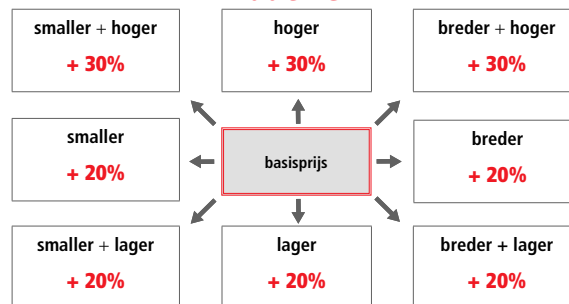 smaller + hoger
+ 30%
hoger
+ 30%
breder + hoger
+ 30%
smaller
+ 20%
basisprijs
breder
+ 20%
smaller + lager
+ 20%
lager
+ 20%
breder + lager
+ 20%